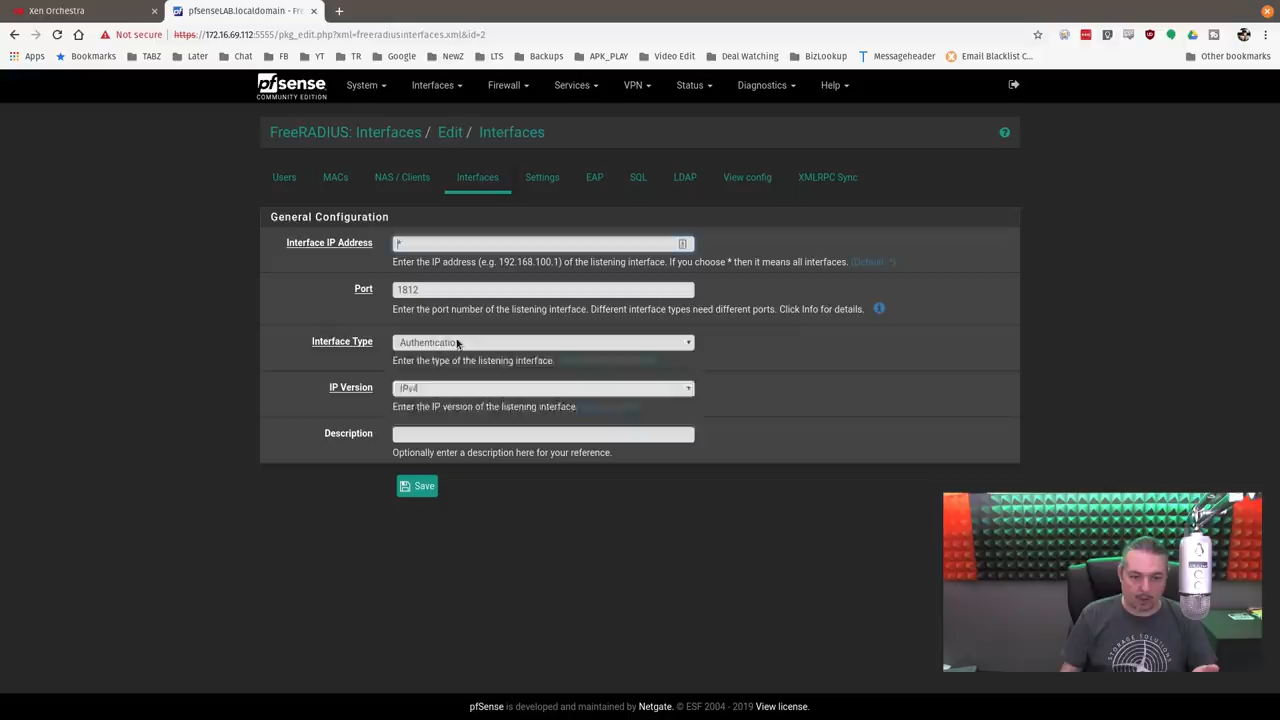 Xen Orchestra
pfsenseLAB.localdomain - Fre
Not secure
https://172.16.69.112:5555/pkg_edit.php?xml=freeradiusinterfaces.xml&id=2
Apps Bookmarks TABZ Later Chat FB YT TR Google NewZ LTS Backups APK_PLAY Video Edit Deal Watching BizLookup Messageheader Email Blacklist C... Other bookmarks
pfsense
COMMUNITY EDITION
System Interfaces Firewall Services VPN Status Diagnostics Help
FreeRADIUS: Interfaces / Edit / Interfaces
Users MACs NAS / Clients Interfaces Settings EAP SQL LDAP View config XMLRPC Sync
General Configuration
Interface IP Address
*
Enter the IP address (e.g. 192.168.100.1) of the listening interface. If you choose * then it means all interfaces. (Default: *)
Port
1812
Enter the port number of the listening interface. Different interface types need different ports. Click Info for details.
Interface Type
Authentication
Enter the type of the listening interface.
IP Version
IPv4
Enter the IP version of the listening interface.
Description
Optionally enter a description here for your reference.
Save
STORAGE SOLUTIONS
pfSense is developed and maintained by Netgate. © ESF 2004 - 2019 View license.